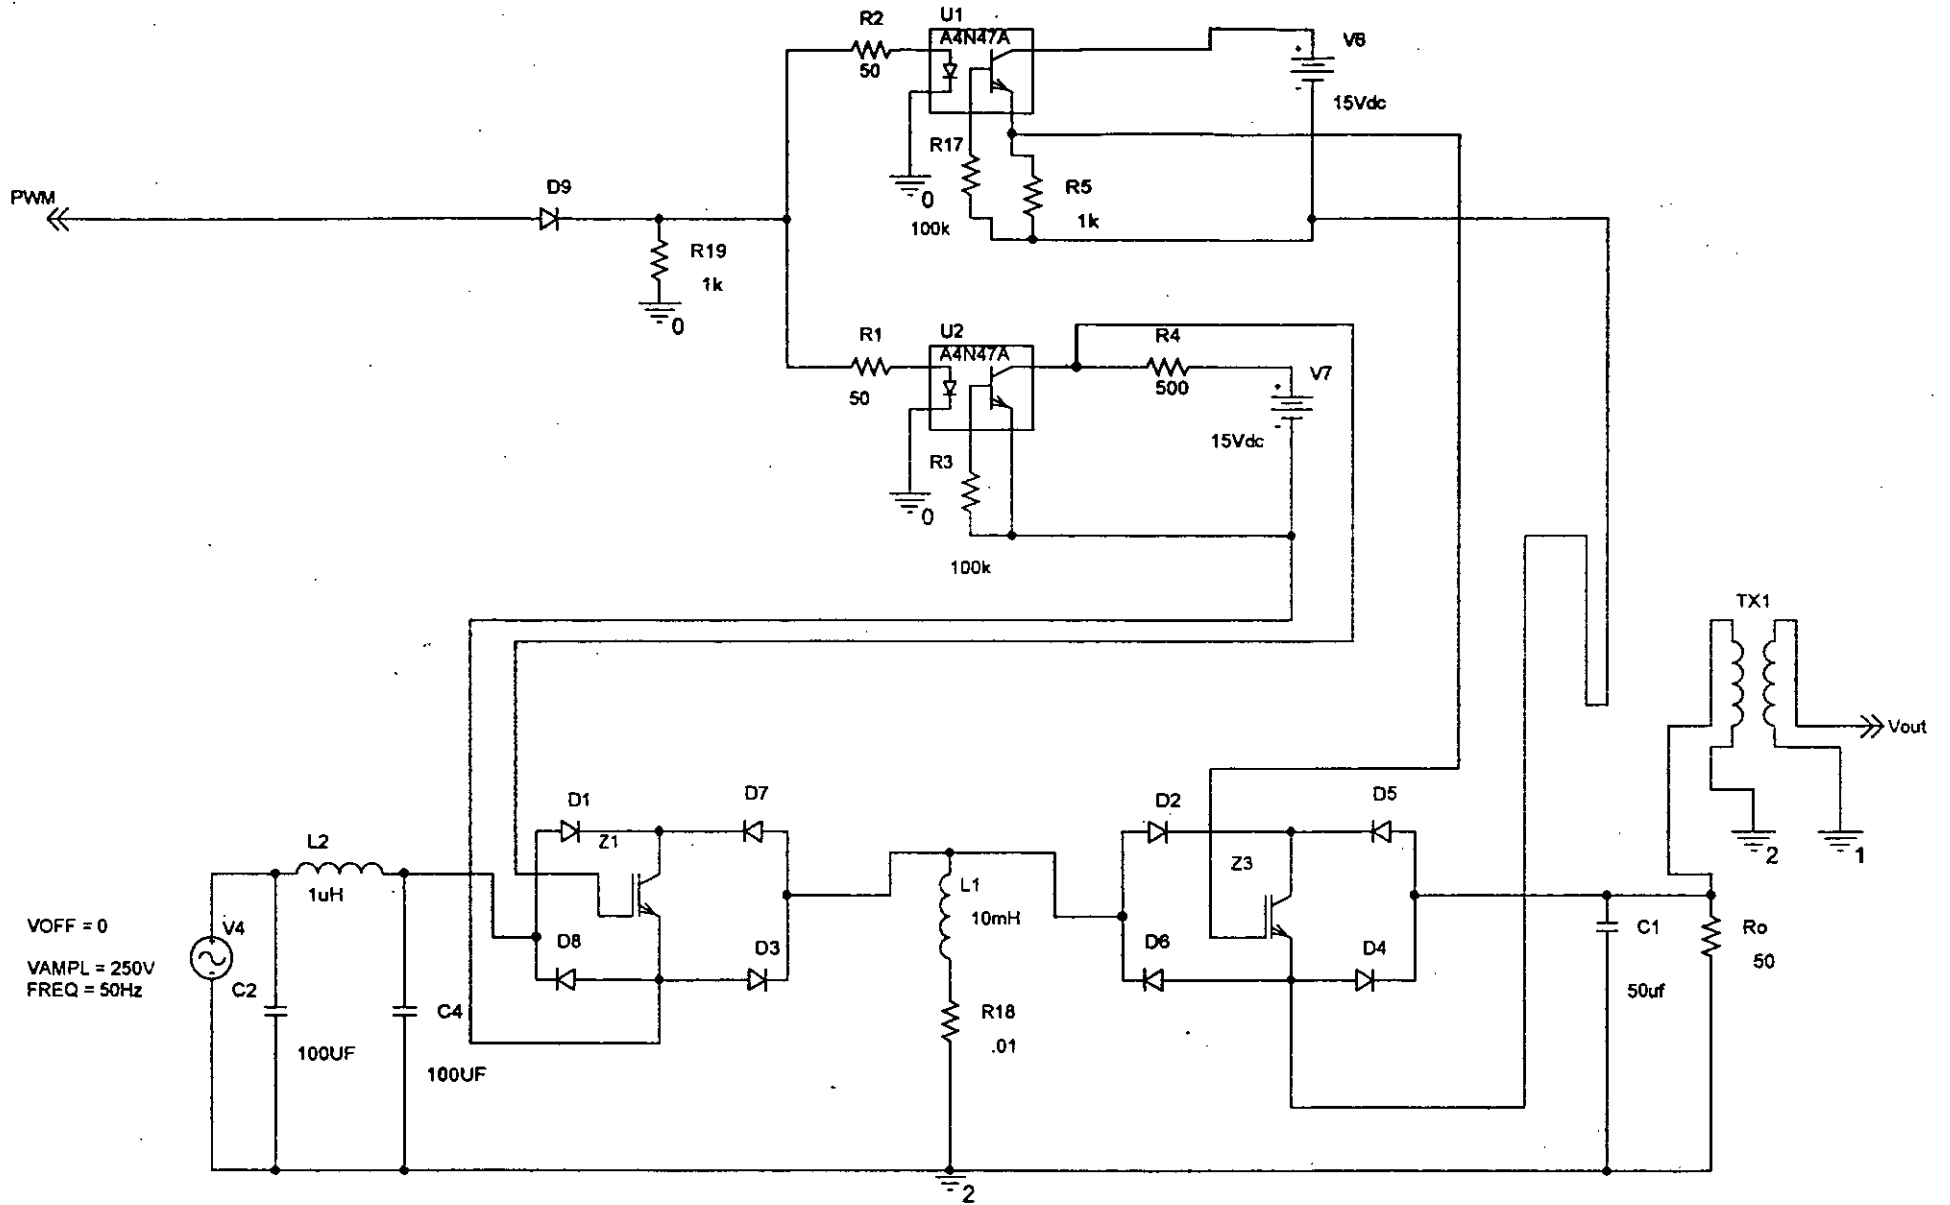 R2
50
U1
A4N47A
V6
15Vdc
R17
100k
R5
1k
0
PWM
D9
R19
1k
0
R1
50
U2
A4N47A
R4
500
V7
15Vdc
R3
100k
0
TX1
Vout
2
1
L2
1uH
D1
D7
Z1
D8
D3
L1
10mH
D2
D5
Z3
D6
D4
C1
50uf
Ro
50
VOFF = 0
VAMPL = 250V
FREQ = 50Hz
V4
C2
100UF
C4
100UF
R18
.01
2